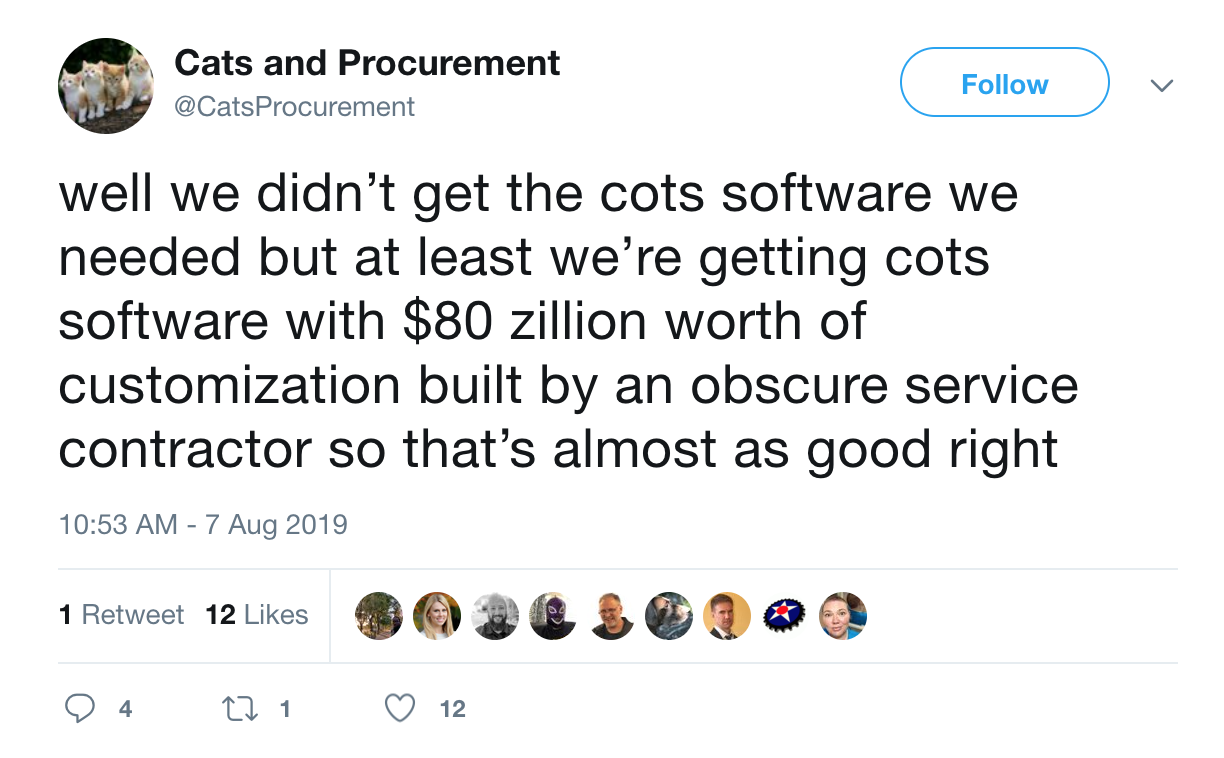 Cats and Procurement
@CatsProcurement
Follow
well we didn’t get the cots software we
needed but at least we’re getting cots
software with $80 zillion worth of
customization built by an obscure service
contractor so that’s almost as good right
10:53 AM - 7 Aug 2019
1 Retweet 12 Likes
4 1 12